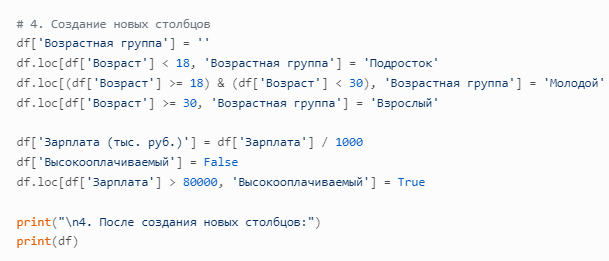 # 4. Создание новых столбцов
df['Возрастная группа'] = ''
df.loc[df['Возраст'] < 18, 'Возрастная группа'] = 'Подросток'
df.loc[(df['Возраст'] >= 18) & (df['Возраст'] < 30), 'Возрастная группа'] = 'Молодой'
df.loc[df['Возраст'] >= 30, 'Возрастная группа'] = 'Взрослый'
df['Зарплата (тыс. руб.)'] = df['Зарплата'] / 1000
df['Высокооплачиваемый'] = False
df.loc[df['Зарплата'] > 80000, 'Высокооплачиваемый'] = True
print("\n4. После создания новых столбцов:")
print(df)